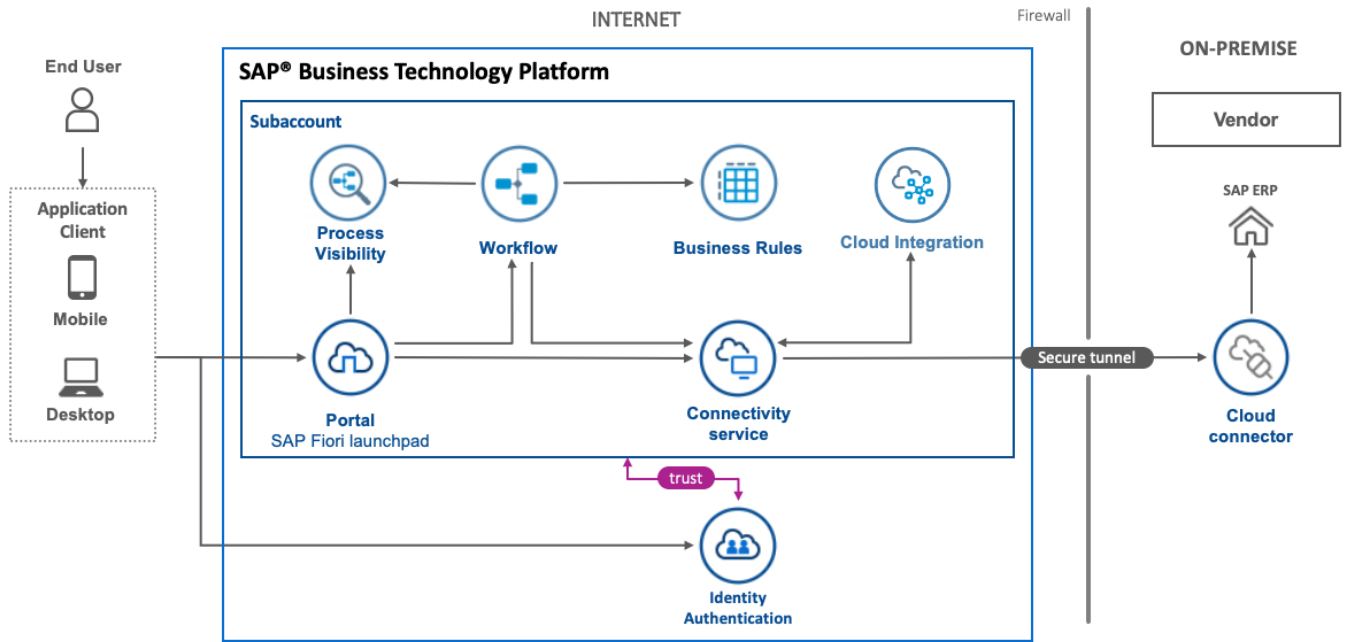 INTERNET
Firewall
ON-PREMISE
End User
SAP® Business Technology Platform
Vendor
Subaccount
SAP ERP
Application
Client
Process
Visibility
Workflow
Business Rules
Cloud Integration
Mobile
Secure tunnel
Desktop
Portal
SAP Fiori launchpad
Connectivity
service
Cloud
connector
trust
Identity
Authentication